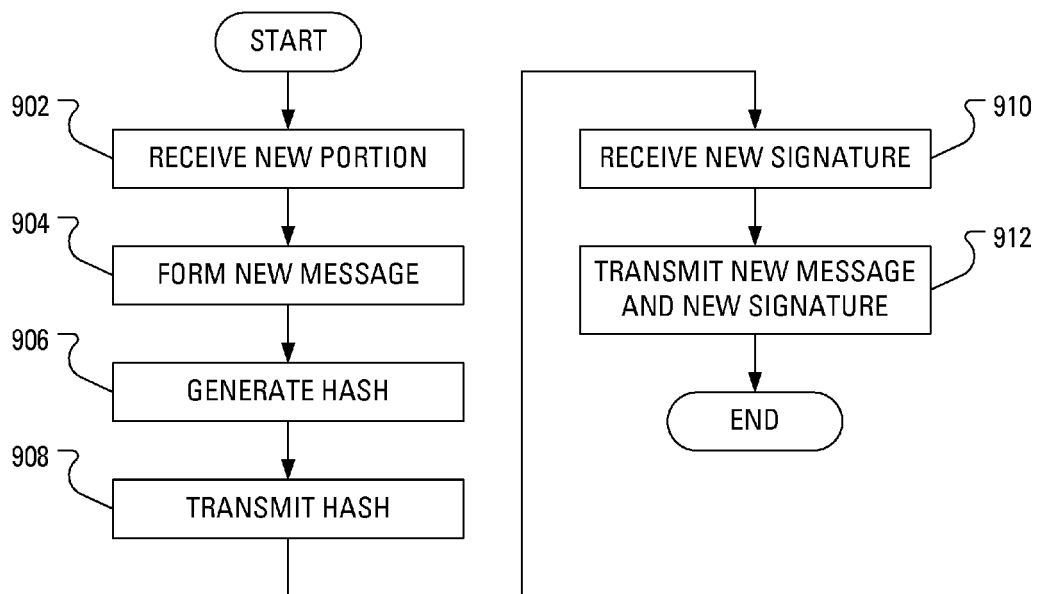 START
902
RECEIVE NEW PORTION
904
FORM NEW MESSAGE
906
GENERATE HASH
908
TRANSMIT HASH
910
RECEIVE NEW SIGNATURE
912
TRANSMIT NEW MESSAGE
AND NEW SIGNATURE
END